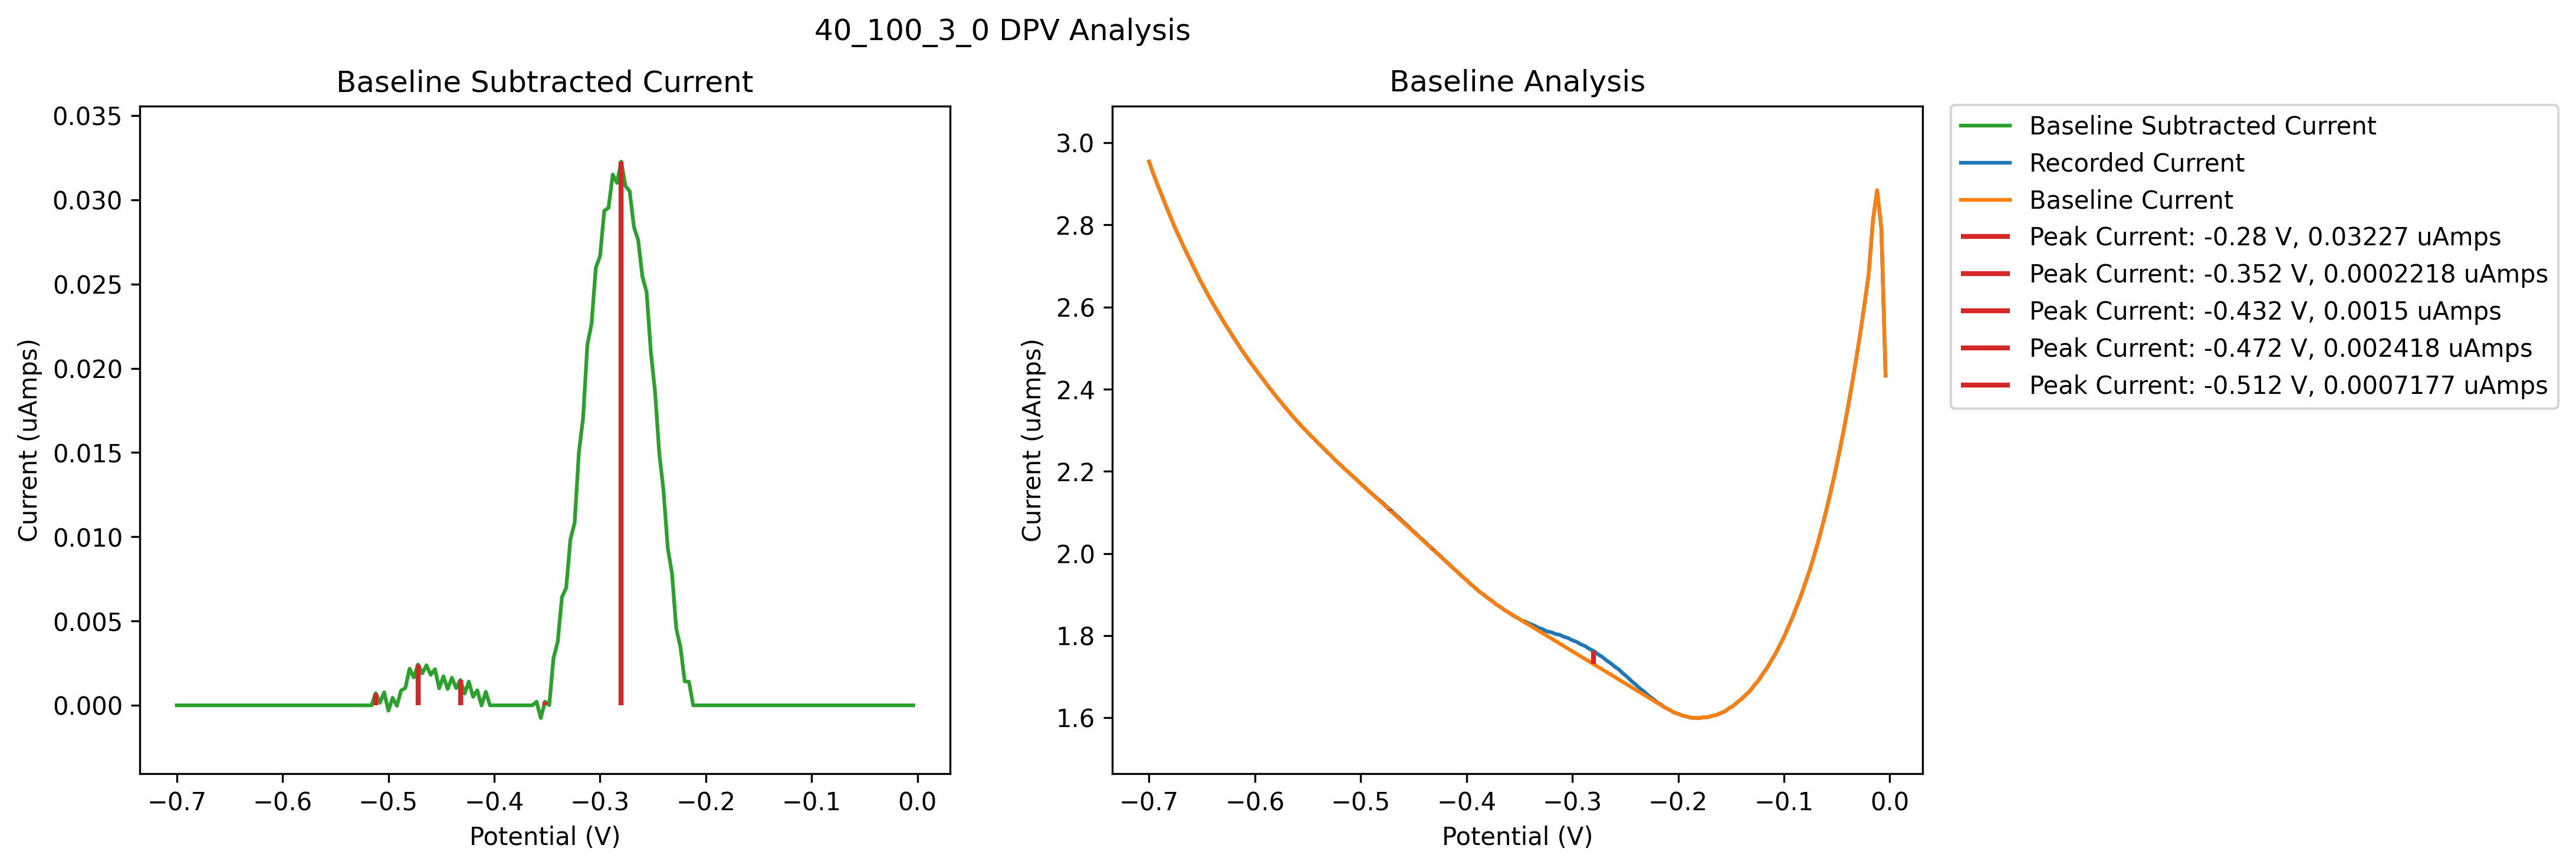 40_100_3_0 DPV Analysis
Baseline Subtracted Current
0.035
0.030
0.025
0.020
0.015
0.010
0.005
0.000
Current (uAmps)
−0.7 −0.6 −0.5 −0.4 −0.3 −0.2 −0.1 0.0
Potential (V)
Baseline Analysis
3.0
2.8
2.6
2.4
2.2
2.0
1.8
1.6
Current (uAmps)
−0.7 −0.6 −0.5 −0.4 −0.3 −0.2 −0.1 0.0
Potential (V)
Baseline Subtracted Current
Recorded Current
Baseline Current
Peak Current: -0.28 V, 0.03227 uAmps
Peak Current: -0.352 V, 0.0002218 uAmps
Peak Current: -0.432 V, 0.0015 uAmps
Peak Current: -0.472 V, 0.002418 uAmps
Peak Current: -0.512 V, 0.0007177 uAmps